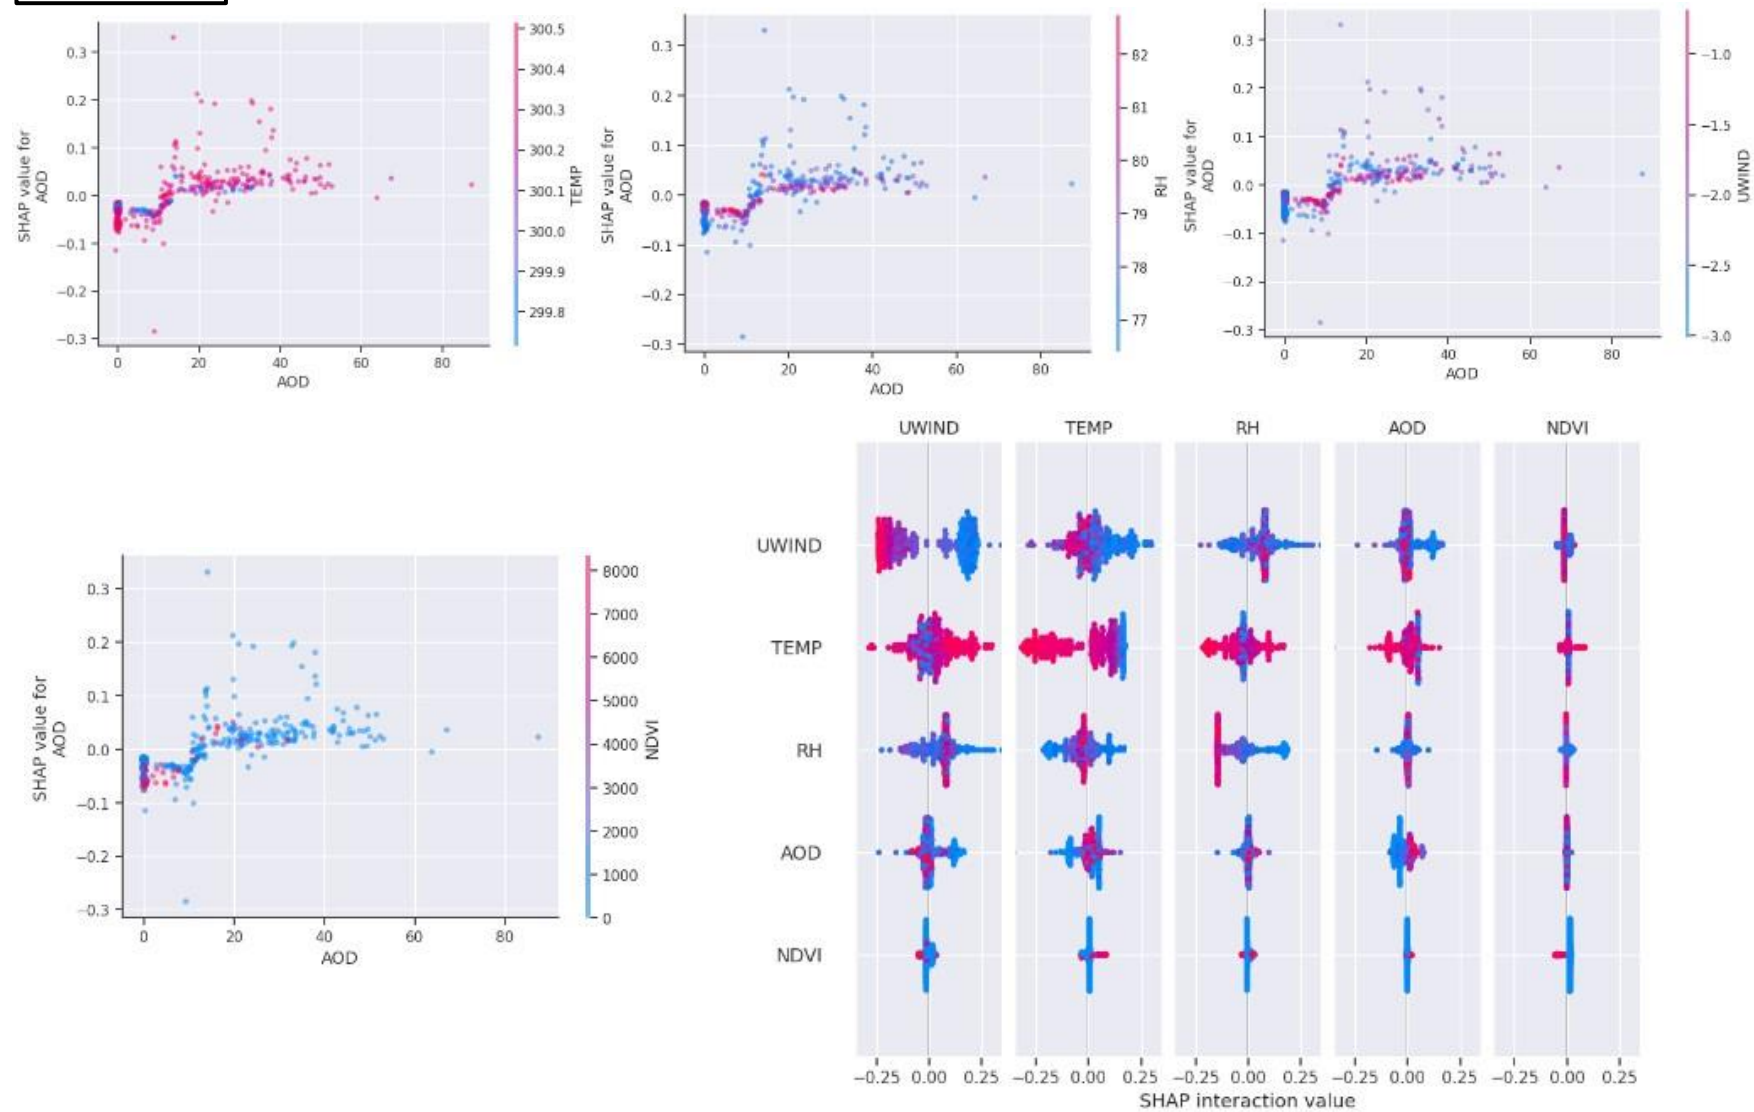 0.3
0.2
0.1
0.0
−0.1
−0.2
−0.3
SHAP value for
AOD
0 20 40 60 80
AOD
300.5
300.4
300.3
300.2
300.1
300.0
299.9
299.8
TEMP
0.3
0.2
0.1
0.0
−0.1
−0.2
−0.3
SHAP value for
AOD
0 20 40 60 80
AOD
82
81
80
79
78
77
RH
0.3
0.2
0.1
0.0
−0.1
−0.2
−0.3
SHAP value for
AOD
0 20 40 60 80
AOD
−1.0
−1.5
−2.0
−2.5
−3.0
UWIND
0.3
0.2
0.1
0.0
−0.1
−0.2
−0.3
SHAP value for
AOD
0 20 40 60 80
AOD
8000
7000
6000
5000
4000
3000
2000
1000
0
NDVI
UWIND TEMP RH AOD NDVI
UWIND
TEMP
RH
AOD
NDVI
−0.25 0.00 0.25 −0.25 0.00 0.25 −0.25 0.00 0.25 −0.25 0.00 0.25 −0.25 0.00 0.25
SHAP interaction value